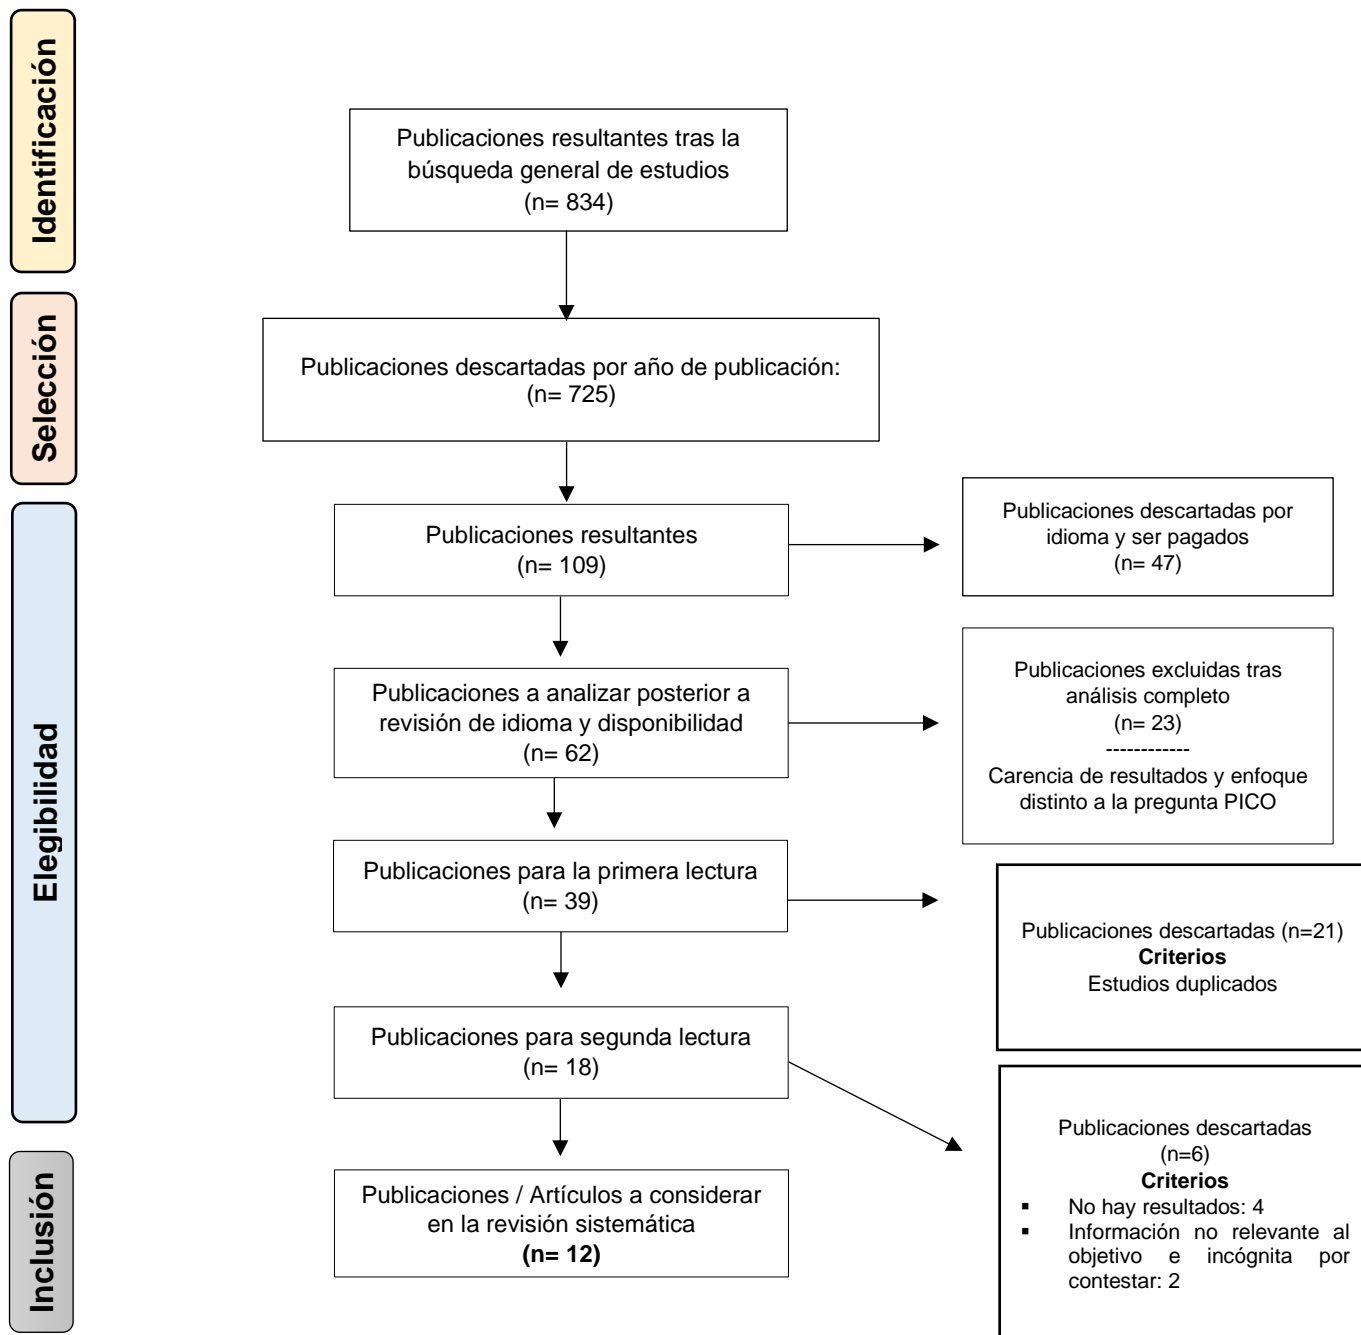 Identificación
Publicaciones resultantes tras la
búsqueda general de estudios
(n= 834)
Selección
Publicaciones descartadas por año de publicación:
(n= 725)
Elegibilidad
Publicaciones resultantes
(n= 109)
Publicaciones descartadas por
idioma y ser pagados
(n= 47)
Publicaciones a analizar posterior a
revisión de idioma y disponibilidad
(n= 62)
Publicaciones excluidas tras
análisis completo
(n= 23)
------------
Carencia de resultados y enfoque
distinto a la pregunta PICO
Publicaciones para la primera lectura
(n= 39)
Publicaciones descartadas (n=21)
Criterios
Estudios duplicados
Publicaciones para segunda lectura
(n= 18)
Publicaciones descartadas
(n=6)
Criterios
▪ No hay resultados: 4
▪ Información no relevante al
objetivo e incógnita por
contestar: 2
Inclusión
Publicaciones / Artículos a considerar
en la revisión sistemática
(n= 12)